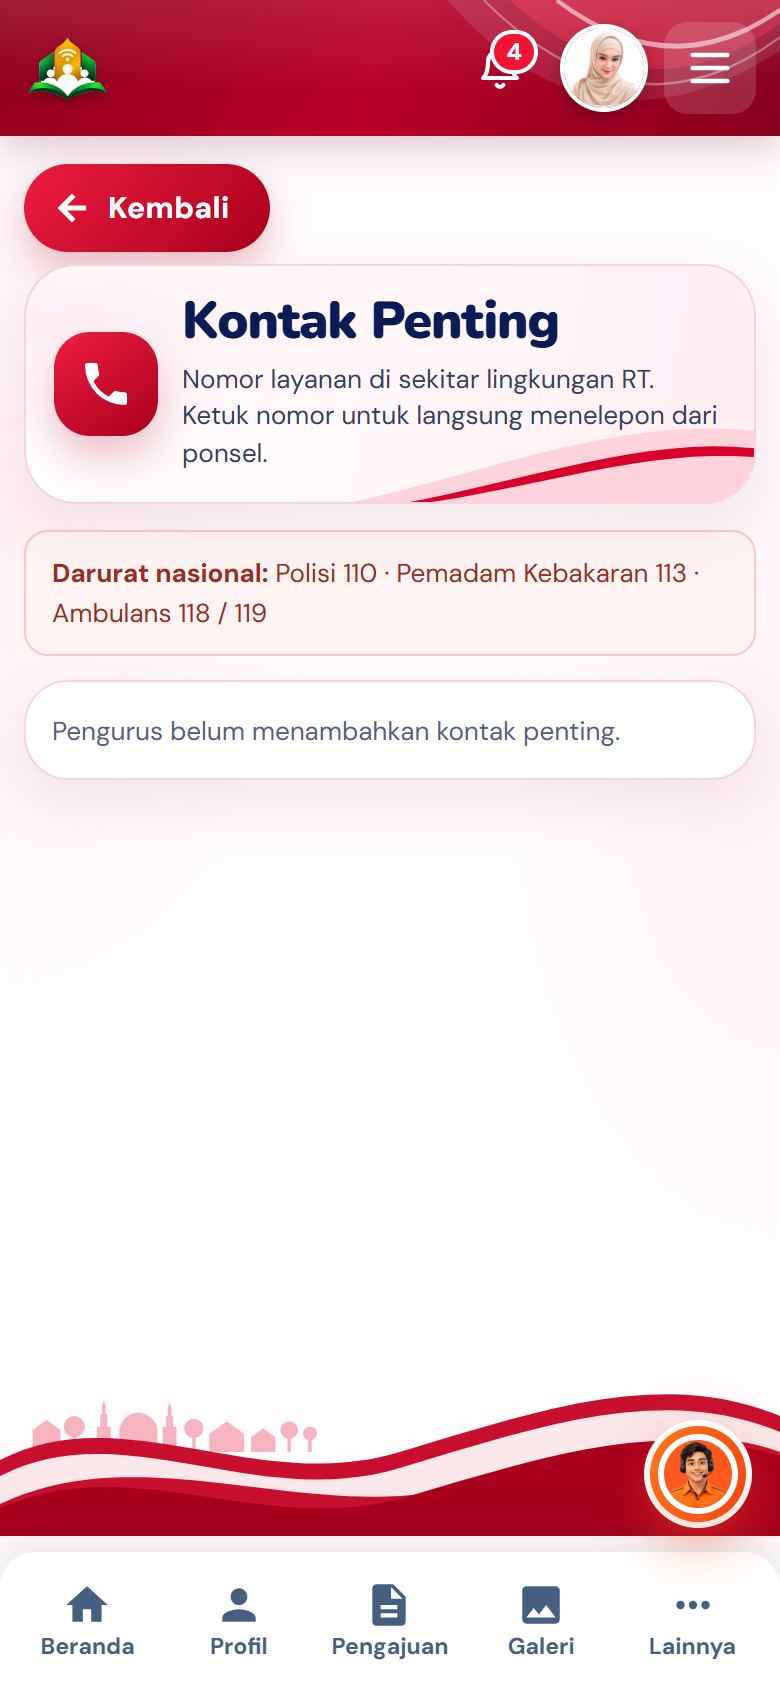 4
Kembali
Kontak Penting
Nomor layanan di sekitar lingkungan RT.
Ketuk nomor untuk langsung menelepon dari
ponsel.
Darurat nasional: Polisi 110 · Pemadam Kebakaran 113 ·
Ambulans 118 / 119
Pengurus belum menambahkan kontak penting.
Beranda
Profil
Pengajuan
Galeri
Lainnya